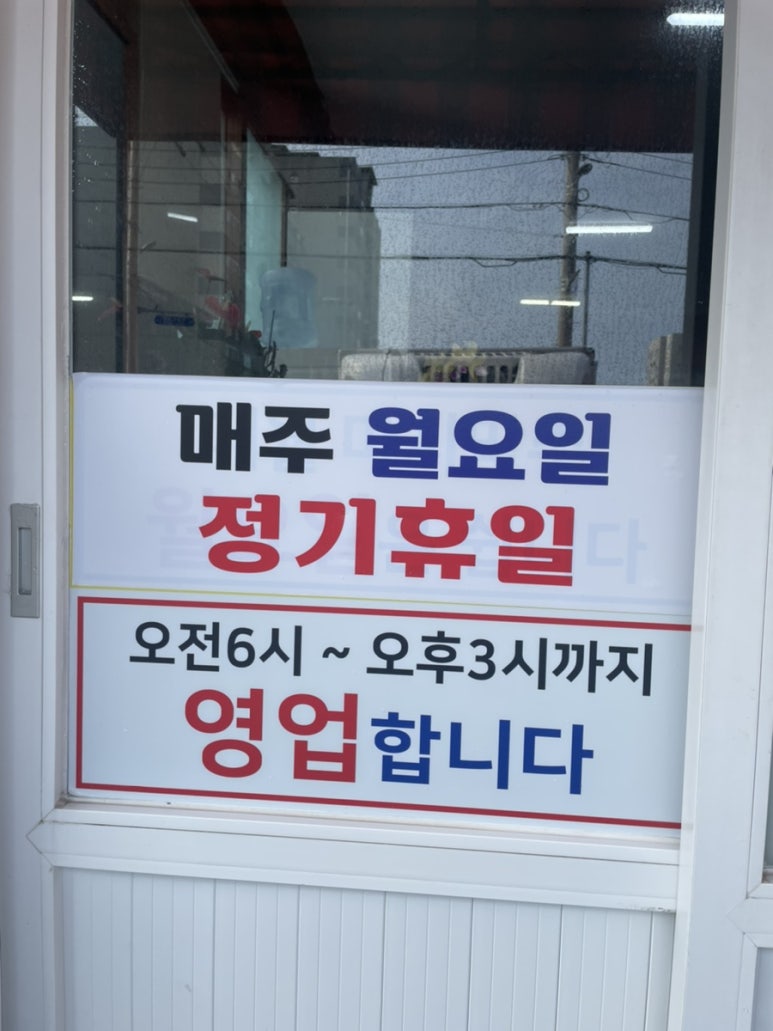 매주 월요일
정기휴일
오전6시 ~ 오후3시까지
영업합니다